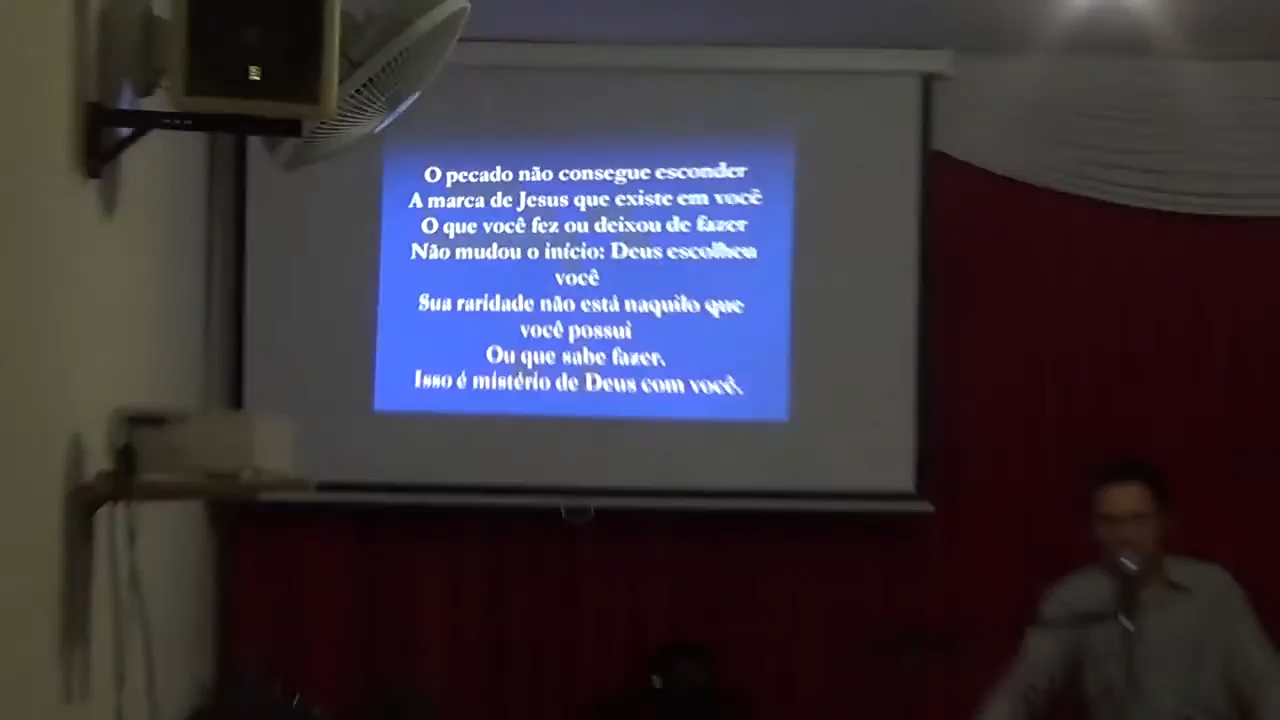 O pecado não consegue esconder
A marca de Jesus que existe em você
O que você fez ou deixou de fazer
Não mudou o início: Deus escolheu
você
Sua raridade não está naquilo que
você possui
Ou que sabe fazer.
Isso é mistério de Deus com você.